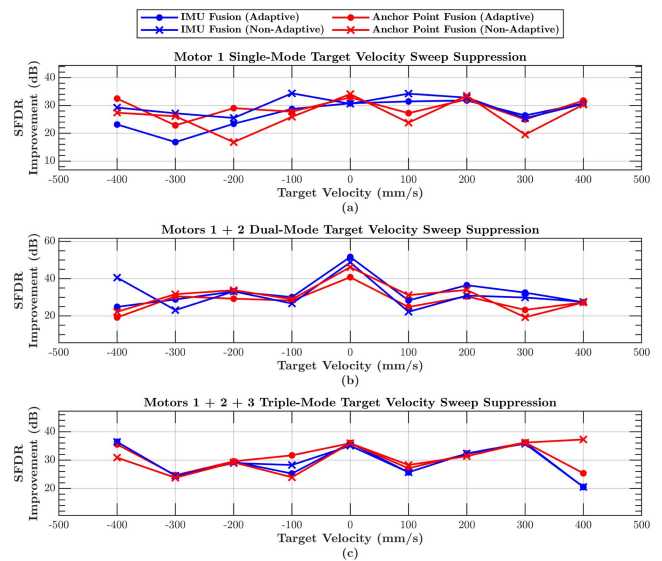 IMU Fusion (Adaptive) Anchor Point Fusion (Adaptive)
IMU Fusion (Non-Adaptive) Anchor Point Fusion (Non-Adaptive)
Motor 1 Single-Mode Target Velocity Sweep Suppression
SFDR
Improvement (dB)
40
30
20
10
-500 -400 -300 -200 -100 0 100 200 300 400 500
Target Velocity (mm/s)
(a)
Motors 1 + 2 Dual-Mode Target Velocity Sweep Suppression
SFDR
Improvement (dB)
60
40
20
-500 -400 -300 -200 -100 0 100 200 300 400 500
Target Velocity (mm/s)
(b)
Motors 1 + 2 + 3 Triple-Mode Target Velocity Sweep Suppression
SFDR
Improvement (dB)
40
30
20
-500 -400 -300 -200 -100 0 100 200 300 400 500
Target Velocity (mm/s)
(c)